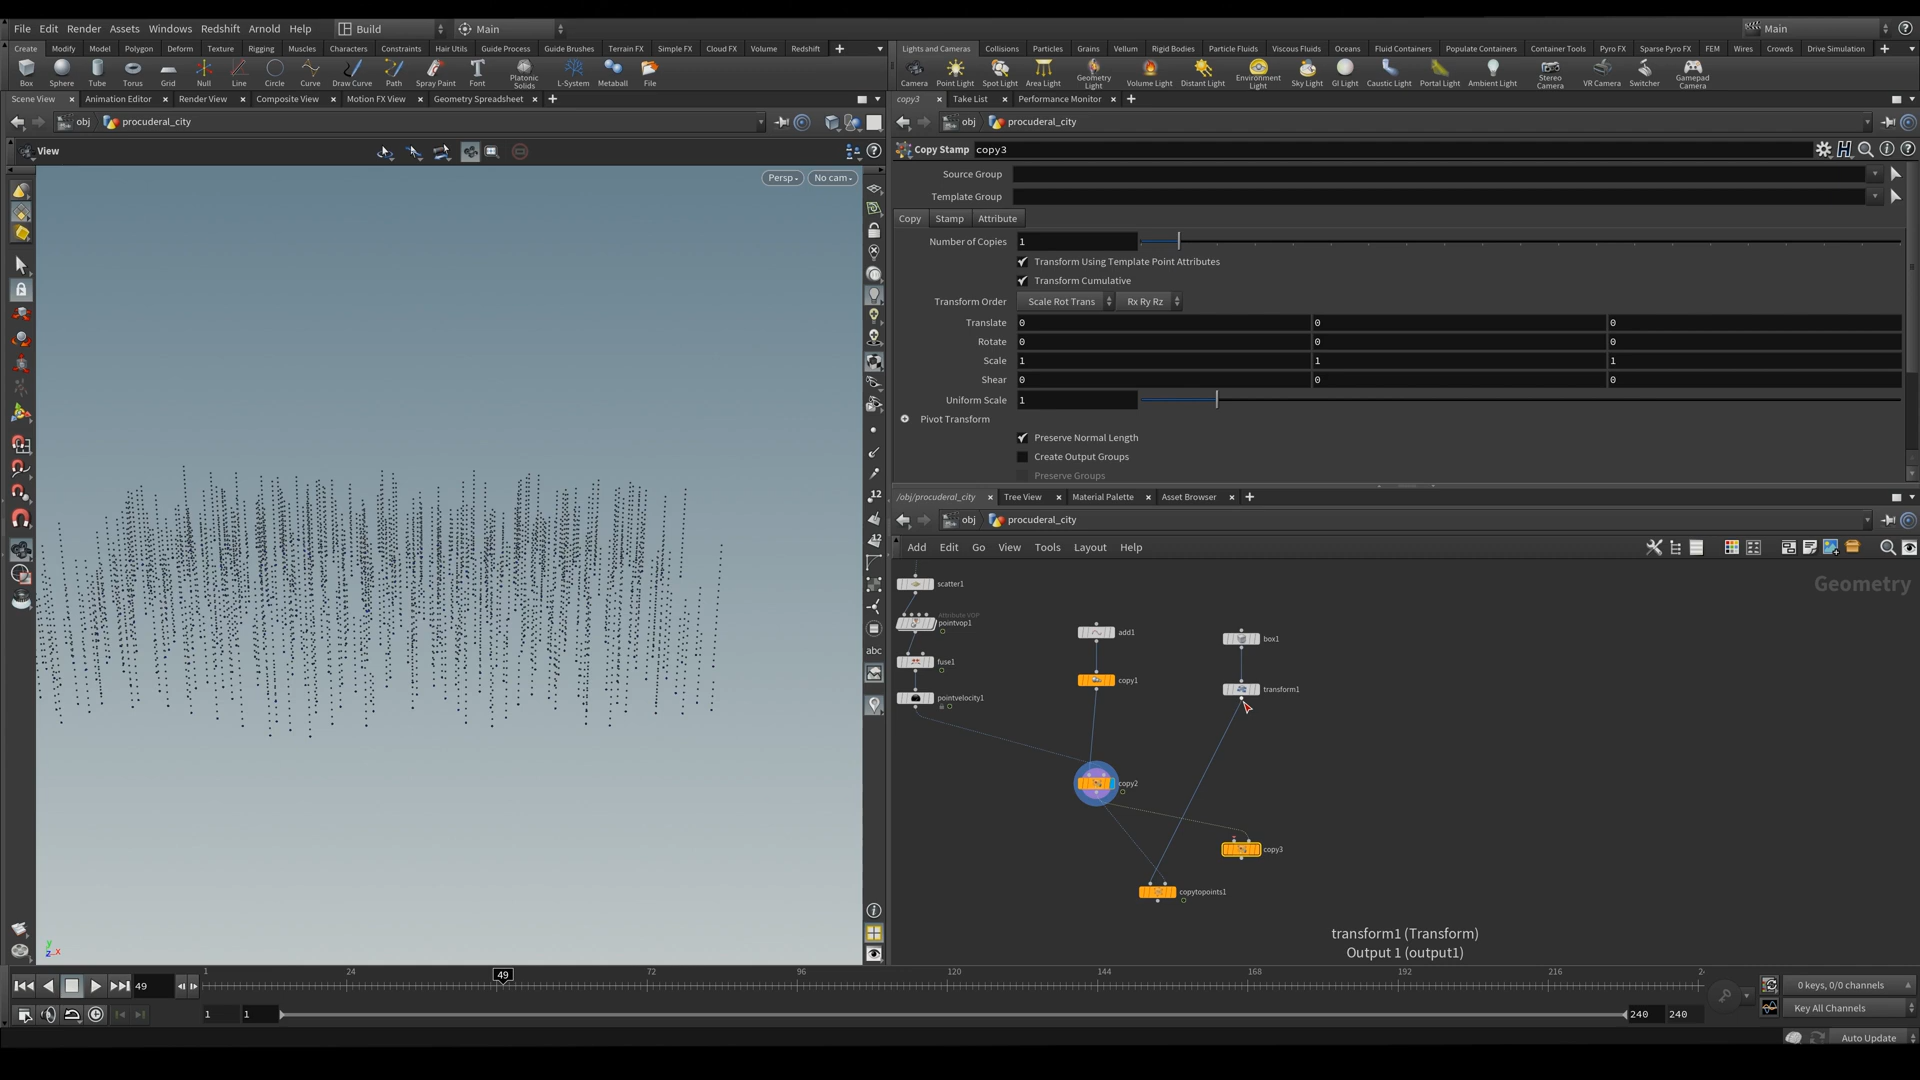 File Edit Render Assets Windows Redshift Arnold Help Build Main Main
Create Modify Model Polygon Deform Texture Rigging Muscles Characters Constraints Hair Utils Guide Process Guide Brushes Terrain FX Simple FX Cloud FX Volume Redshift
Lights and Cameras Collisions Particles Grains Vellum Rigid Bodies Particle Fluids Viscous Fluids Oceans Fluid Containers Populate Containers Container Tools Pyro FX Sparse Pyro FX FEM Wires Crowds Drive Simulation
Box Sphere Tube Torus Grid Null Line Circle Curve Draw Curve Path Spray Paint Font Platonic Solids L-System Metaball File
Camera Point Light Spot Light Area Light Geometry Light Volume Light Distant Light Environment Light Sky Light GI Light Caustic Light Portal Light Ambient Light Stereo Camera VR Camera Switcher Gamepad Camera
Scene View Animation Editor Render View Composite View Motion FX View Geometry Spreadsheet
copy3 Take List Performance Monitor
obj procuderal_city
obj procuderal_city
View
Persp No cam
Copy Stamp copy3
Source Group
Template Group
Copy Stamp Attribute
Number of Copies 1
Transform Using Template Point Attributes
Transform Cumulative
Transform Order Scale Rot Trans Rx Ry Rz
Translate 0 0 0
Rotate 0 0 0
Scale 1 1 1
Shear 0 0 0
Uniform Scale 1
Pivot Transform
Preserve Normal Length
Create Output Groups
Preserve Groups
12
12
abc
/obj/procuderal_city Tree View Material Palette Asset Browser
obj procuderal_city
Add Edit Go View Tools Layout Help
Geometry
scatter1
Attribute VOP
pointvop1
fuse1
pointvelocity1
add1
copy1
box1
transform1
copy2
copy3
copytopoints1
transform1 (Transform)
Output 1 (output1)
y
z x
49
1 24 49 72 96 120 144 168 192 216 2
1 1 240 240
0 keys, 0/0 channels
Key All Channels
Auto Update